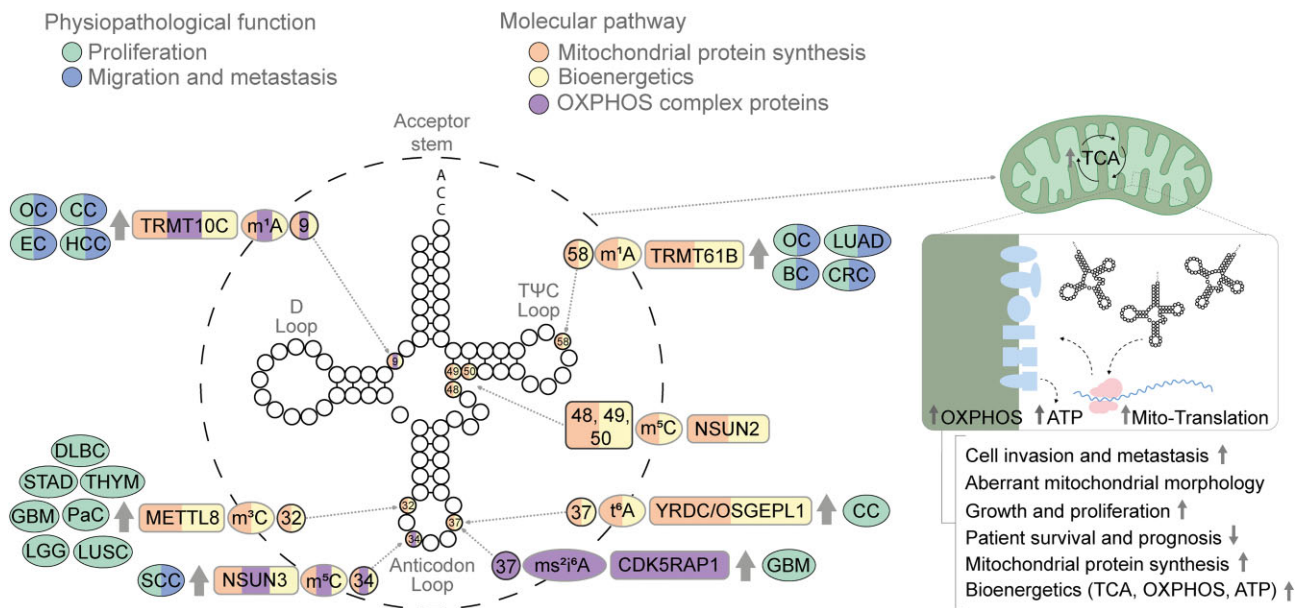 Physiopathological function
Proliferation
Migration and metastasis
Molecular pathway
Mitochondrial protein synthesis
Bioenergetics
OXPHOS complex proteins
Acceptor
stem
A
C
C
OC CC
EC HCC
TRMT10C m¹A 9
58 m¹A TRMT61B
OC LUAD
BC CRC
D
Loop
TΨC
Loop
9
58
49 50
48
48, 49,
50
m⁵C NSUN2
DLBC
STAD THYM
GBM PaC
LGG LUSC
METTL8 m³C 32
32
37
34
37 t⁶A YRDC/OSGEPL1 CC
SCC NSUN3 m⁵C 34
Anticodon
Loop
37 ms²i⁶A CDK5RAP1 GBM
↑TCA
↑OXPHOS ↑ATP ↑Mito-Translation
Cell invasion and metastasis ↑
Aberrant mitochondrial morphology
Growth and proliferation ↑
Patient survival and prognosis ↓
Mitochondrial protein synthesis ↑
Bioenergetics (TCA, OXPHOS, ATP) ↑